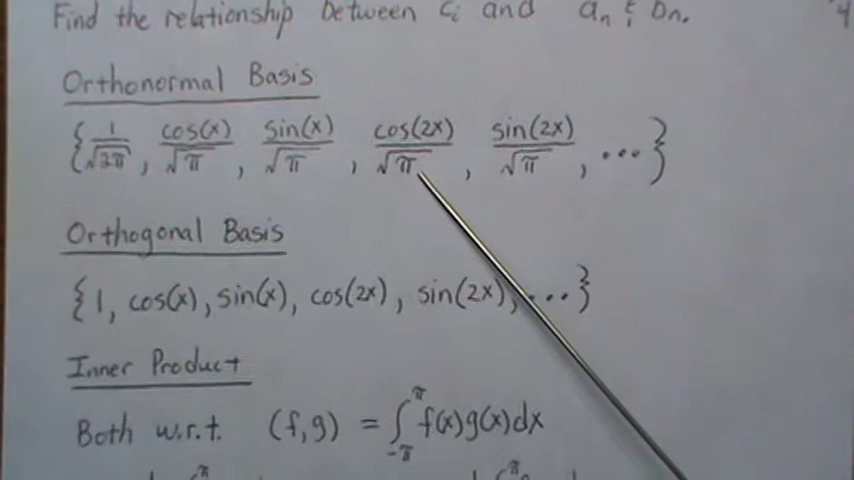 Find the relationship between cᵢ and aₙ & bₙ.
Orthonormal Basis
{1/√2π, cos(x)/√π, sin(x)/√π, cos(2x)/√π, sin(2x)/√π, ...}
Orthogonal Basis
{1, cos(x), sin(x), cos(2x), sin(2x), ...}
Inner Product
Both w.r.t. (f,g) = ∫_{-π}^{π} f(x)g(x)dx